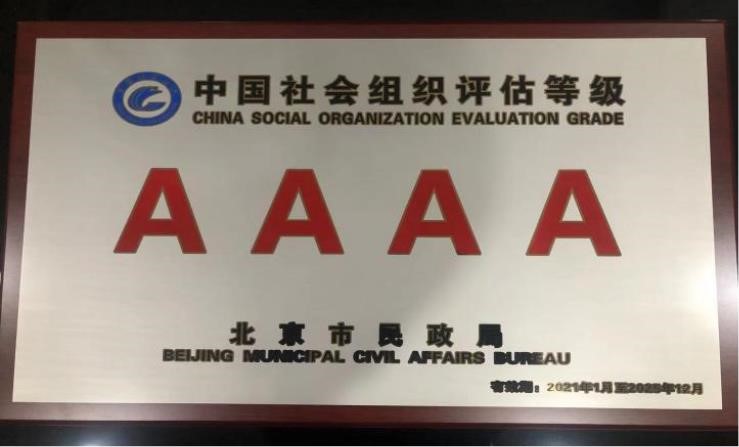 中国社会组织评估等级
CHINA SOCIAL ORGANIZATION EVALUATION GRADE
A A A A
北京市民政局
BEIJING MUNICIPAL CIVIL AFFAIRS BUREAU
有效期：2021年1月至2025年12月